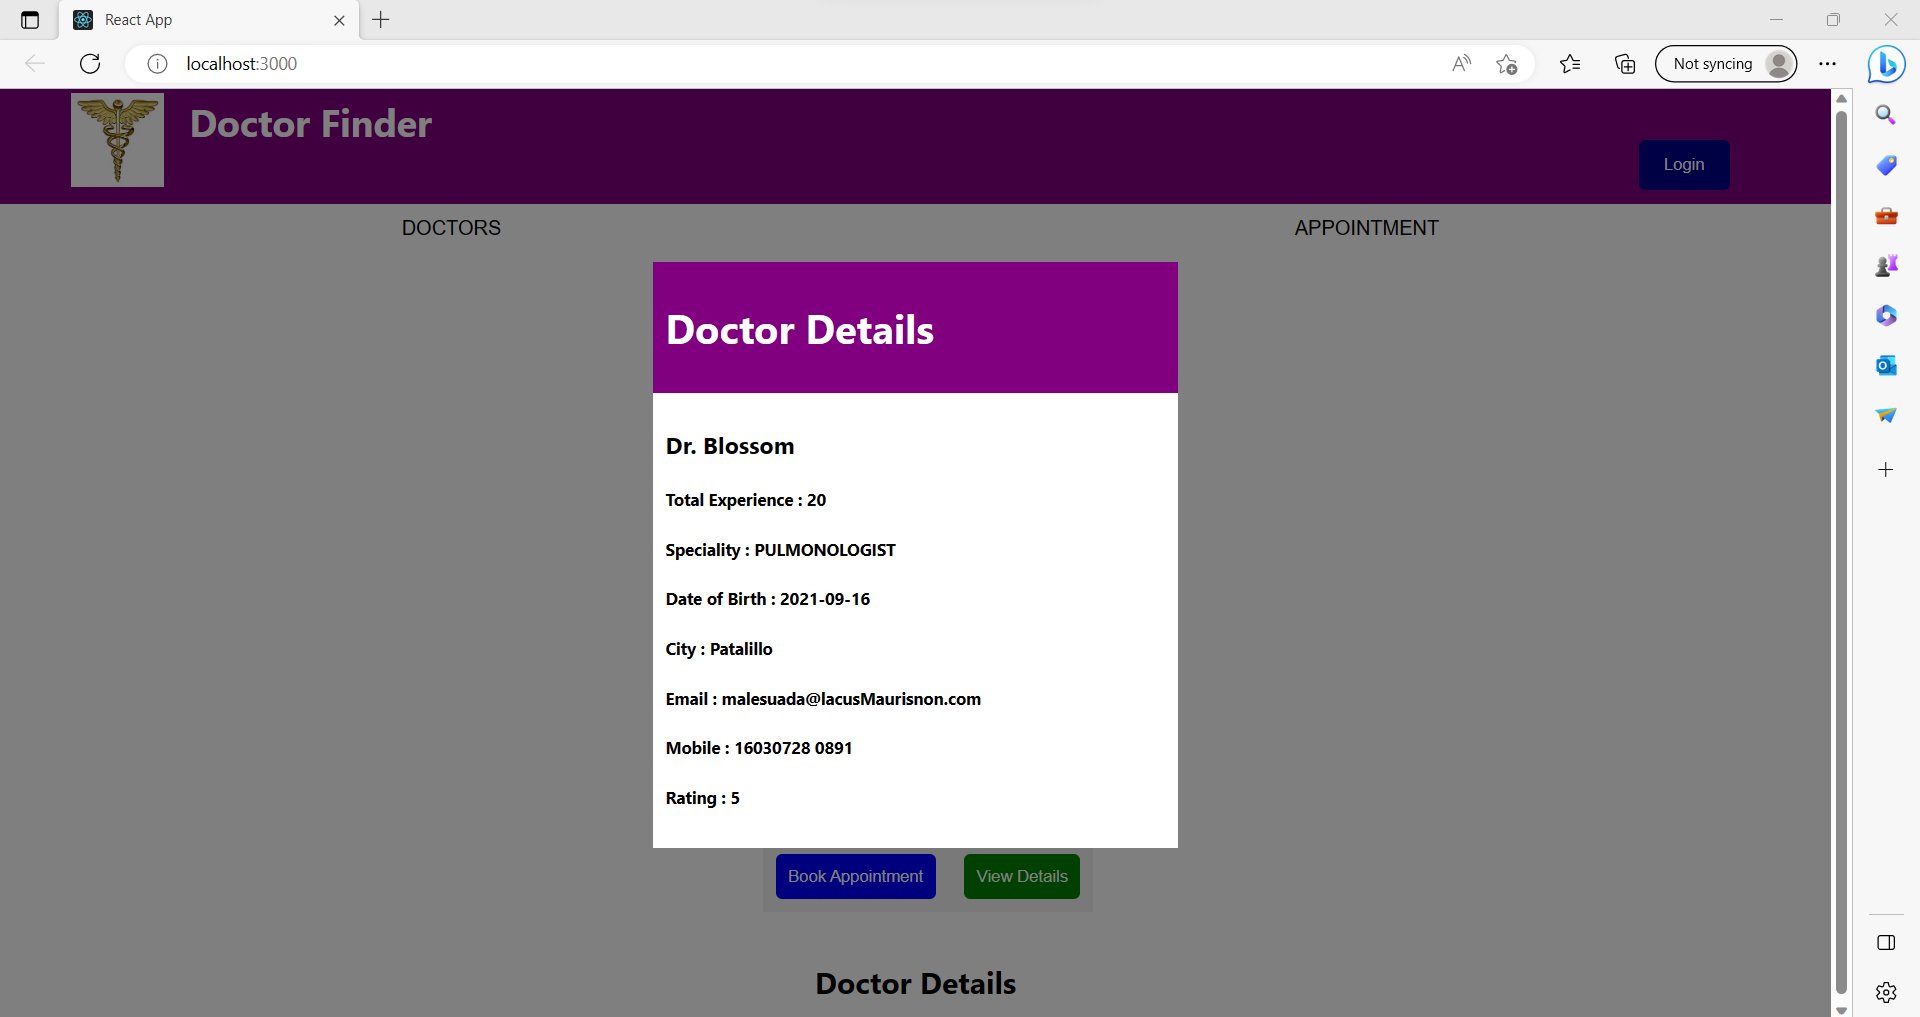 React App
localhost:3000
Not syncing
Doctor Finder
Login
DOCTORS
APPOINTMENT
Doctor Details
Dr. Blossom
Total Experience : 20
Speciality : PULMONOLOGIST
Date of Birth : 2021-09-16
City : Patalillo
Email : malesuada@lacusMaurisnon.com
Mobile : 16030728 0891
Rating : 5
Book Appointment
View Details
Doctor Details